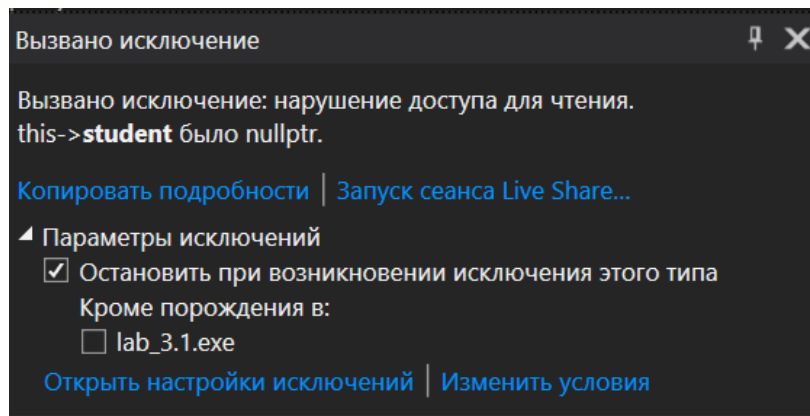 Вызвано исключение
Вызвано исключение: нарушение доступа для чтения.
this->student было nullptr.
Копировать подробности | Запуск сеанса Live Share...
Параметры исключений
Остановить при возникновении исключения этого типа
Кроме порождения в:
lab_3.1.exe
Открыть настройки исключений | Изменить условия